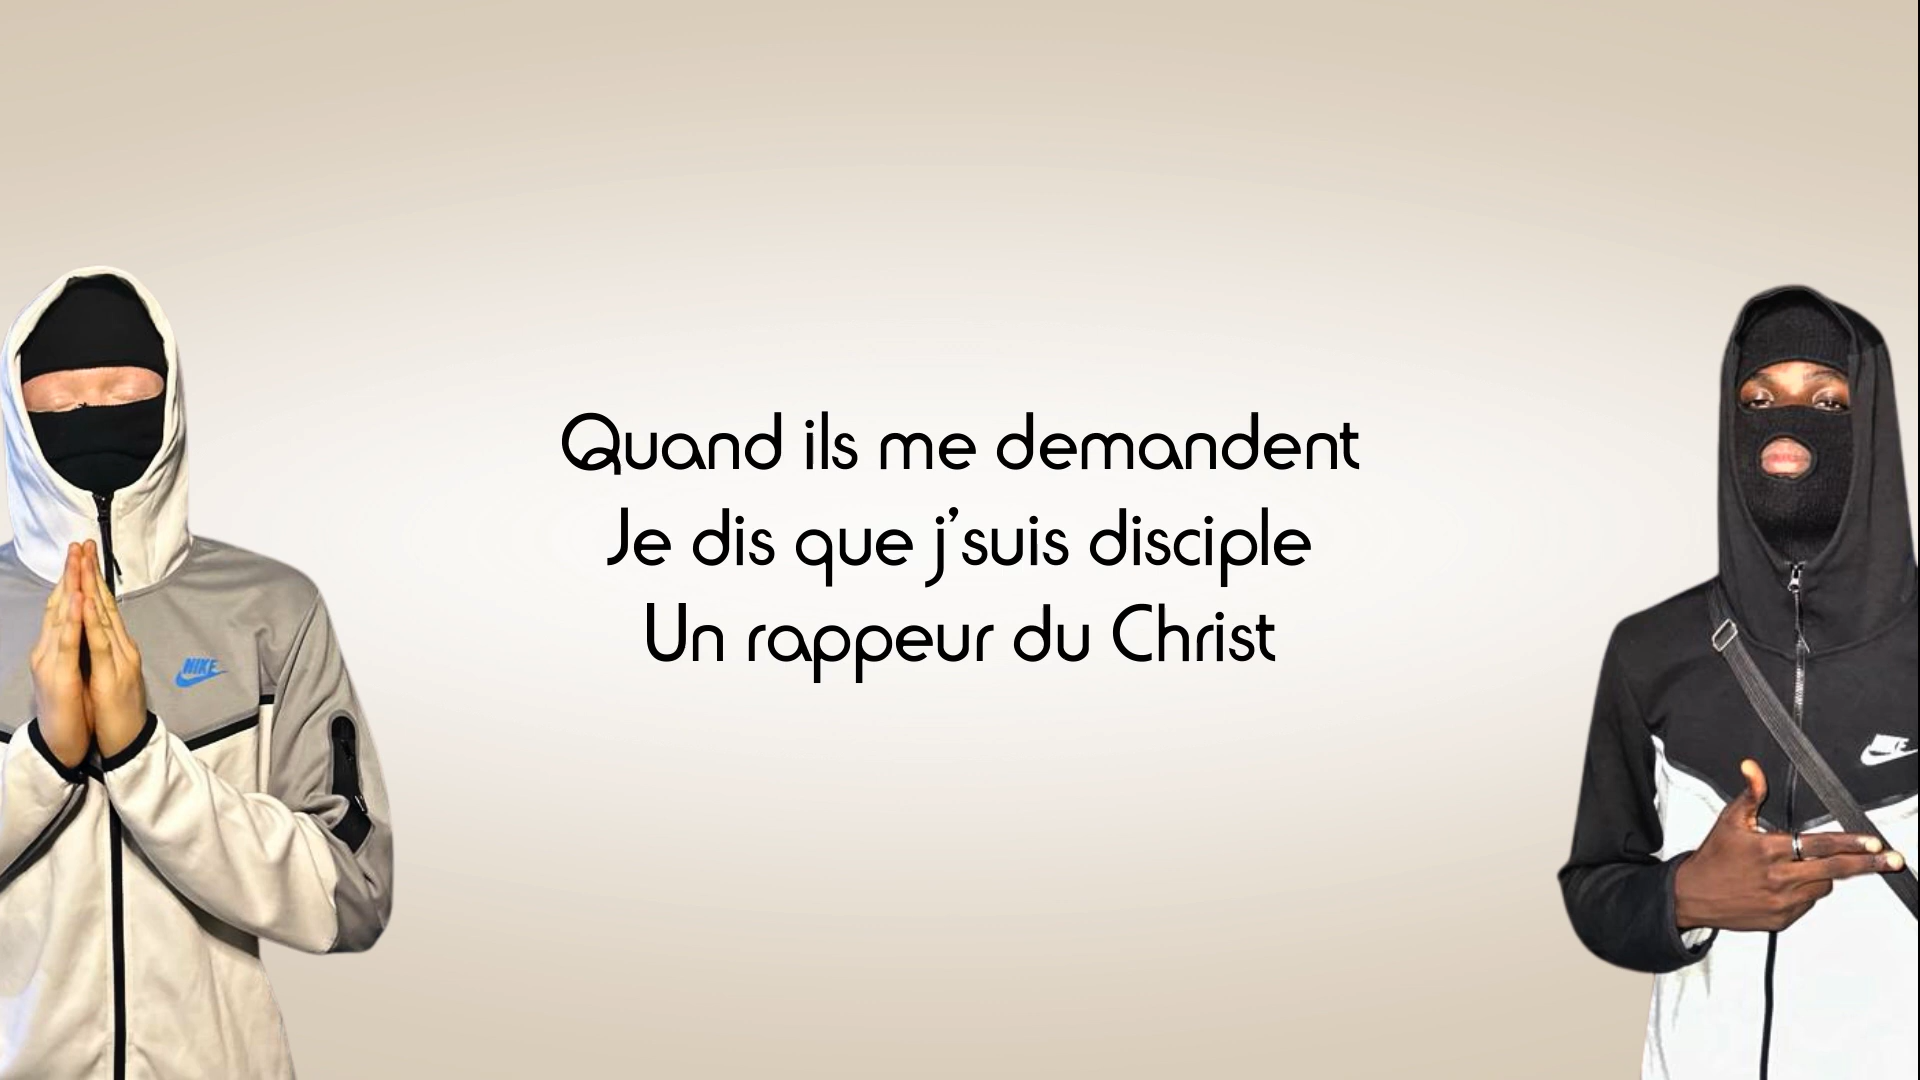 Quand ils me demandent
Je dis que j’suis disciple
Un rappeur du Christ
NIKE